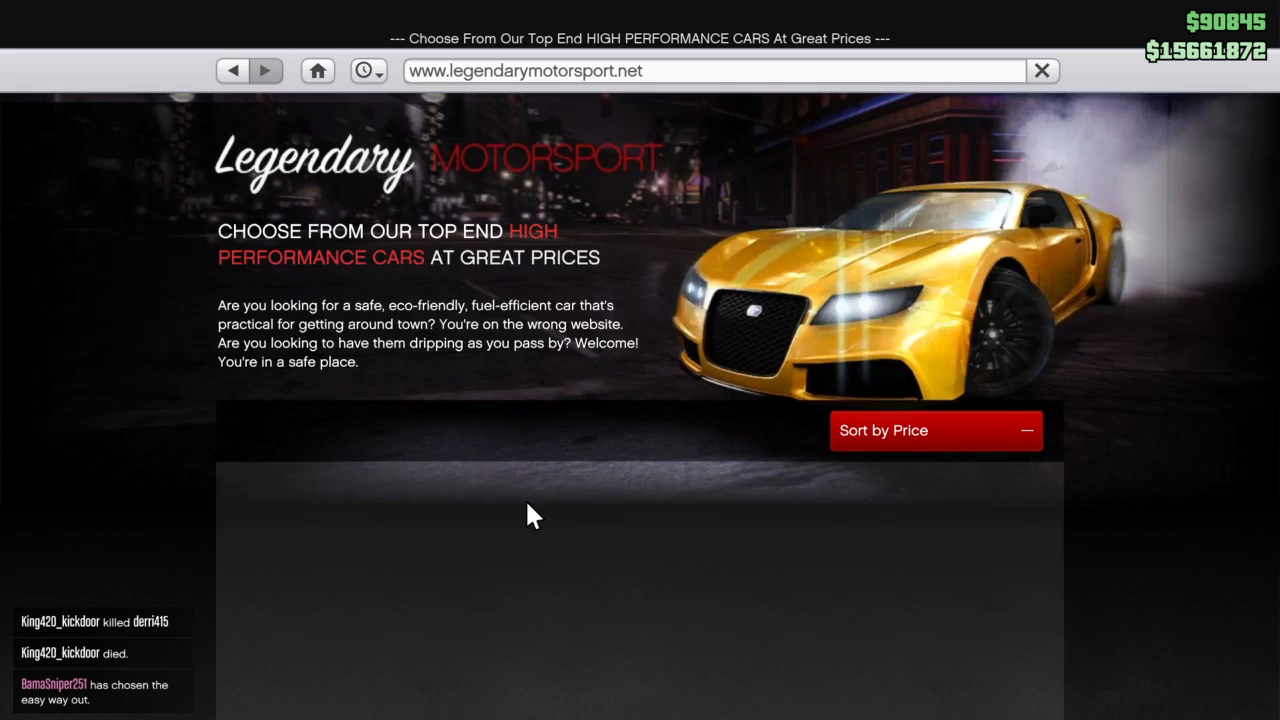 $90845
--- Choose From Our Top End HIGH PERFORMANCE CARS At Great Prices ---
$15661872
www.legendarymotorsport.net
Legendary MOTORSPORT
CHOOSE FROM OUR TOP END HIGH
PERFORMANCE CARS AT GREAT PRICES
Are you looking for a safe, eco-friendly, fuel-efficient car that's
practical for getting around town? You're on the wrong website.
Are you looking to have them dripping as you pass by? Welcome!
You're in a safe place.
Sort by Price
King420_kickdoor killed derri415
King420_kickdoor died.
BamaSniper251 has chosen the
easy way out.